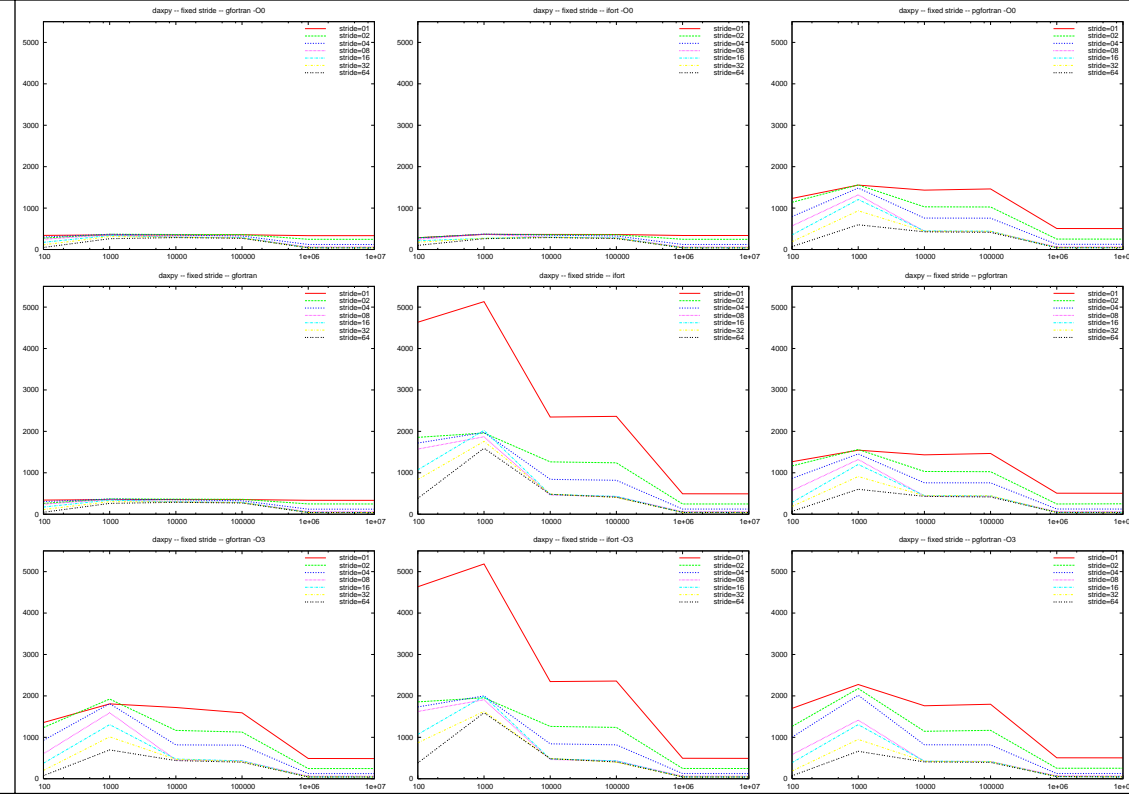 daxpy -- fixed stride -- gfortran -O0
stride=01
stride=02
stride=04
stride=08
stride=16
stride=32
stride=64
5000
4000
3000
2000
1000
0
100 1000 10000 100000 1e+06 1e+07
daxpy -- fixed stride -- ifort -O0
stride=01
stride=02
stride=04
stride=08
stride=16
stride=32
stride=64
5000
4000
3000
2000
1000
0
100 1000 10000 100000 1e+06 1e+07
daxpy -- fixed stride -- pgfortran -O0
stride=01
stride=02
stride=04
stride=08
stride=16
stride=32
stride=64
5000
4000
3000
2000
1000
0
100 1000 10000 100000 1e+06 1e+0
daxpy -- fixed stride -- gfortran
stride=01
stride=02
stride=04
stride=08
stride=16
stride=32
stride=64
5000
4000
3000
2000
1000
0
100 1000 10000 100000 1e+06 1e+07
daxpy -- fixed stride -- ifort
stride=01
stride=02
stride=04
stride=08
stride=16
stride=32
stride=64
5000
4000
3000
2000
1000
0
100 1000 10000 100000 1e+06 1e+07
daxpy -- fixed stride -- pgfortran
stride=01
stride=02
stride=04
stride=08
stride=16
stride=32
stride=64
5000
4000
3000
2000
1000
0
100 1000 10000 100000 1e+06 1e+0
daxpy -- fixed stride -- gfortran -O3
stride=01
stride=02
stride=04
stride=08
stride=16
stride=32
stride=64
5000
4000
3000
2000
1000
0
100 1000 10000 100000 1e+06 1e+07
daxpy -- fixed stride -- ifort -O3
stride=01
stride=02
stride=04
stride=08
stride=16
stride=32
stride=64
5000
4000
3000
2000
1000
0
100 1000 10000 100000 1e+06 1e+07
daxpy -- fixed stride -- pgfortran -O3
stride=01
stride=02
stride=04
stride=08
stride=16
stride=32
stride=64
5000
4000
3000
2000
1000
0
100 1000 10000 100000 1e+06 1e+0